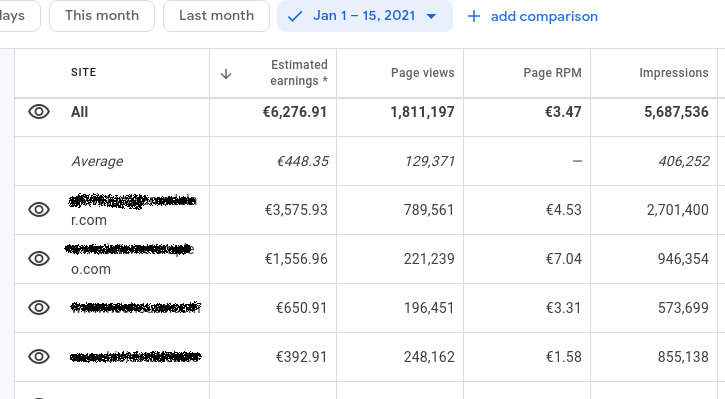 days This month Last month Jan 1 – 15, 2021 add comparison
SITE Estimated earnings * Page views Page RPM Impressions
All €6,276.91 1,811,197 €3.47 5,687,536
Average €448.35 129,371 – 406,252
r.com €3,575.93 789,561 €4.53 2,701,400
o.com €1,556.96 221,239 €7.04 946,354
€650.91 196,451 €3.31 573,699
€392.91 248,162 €1.58 855,138